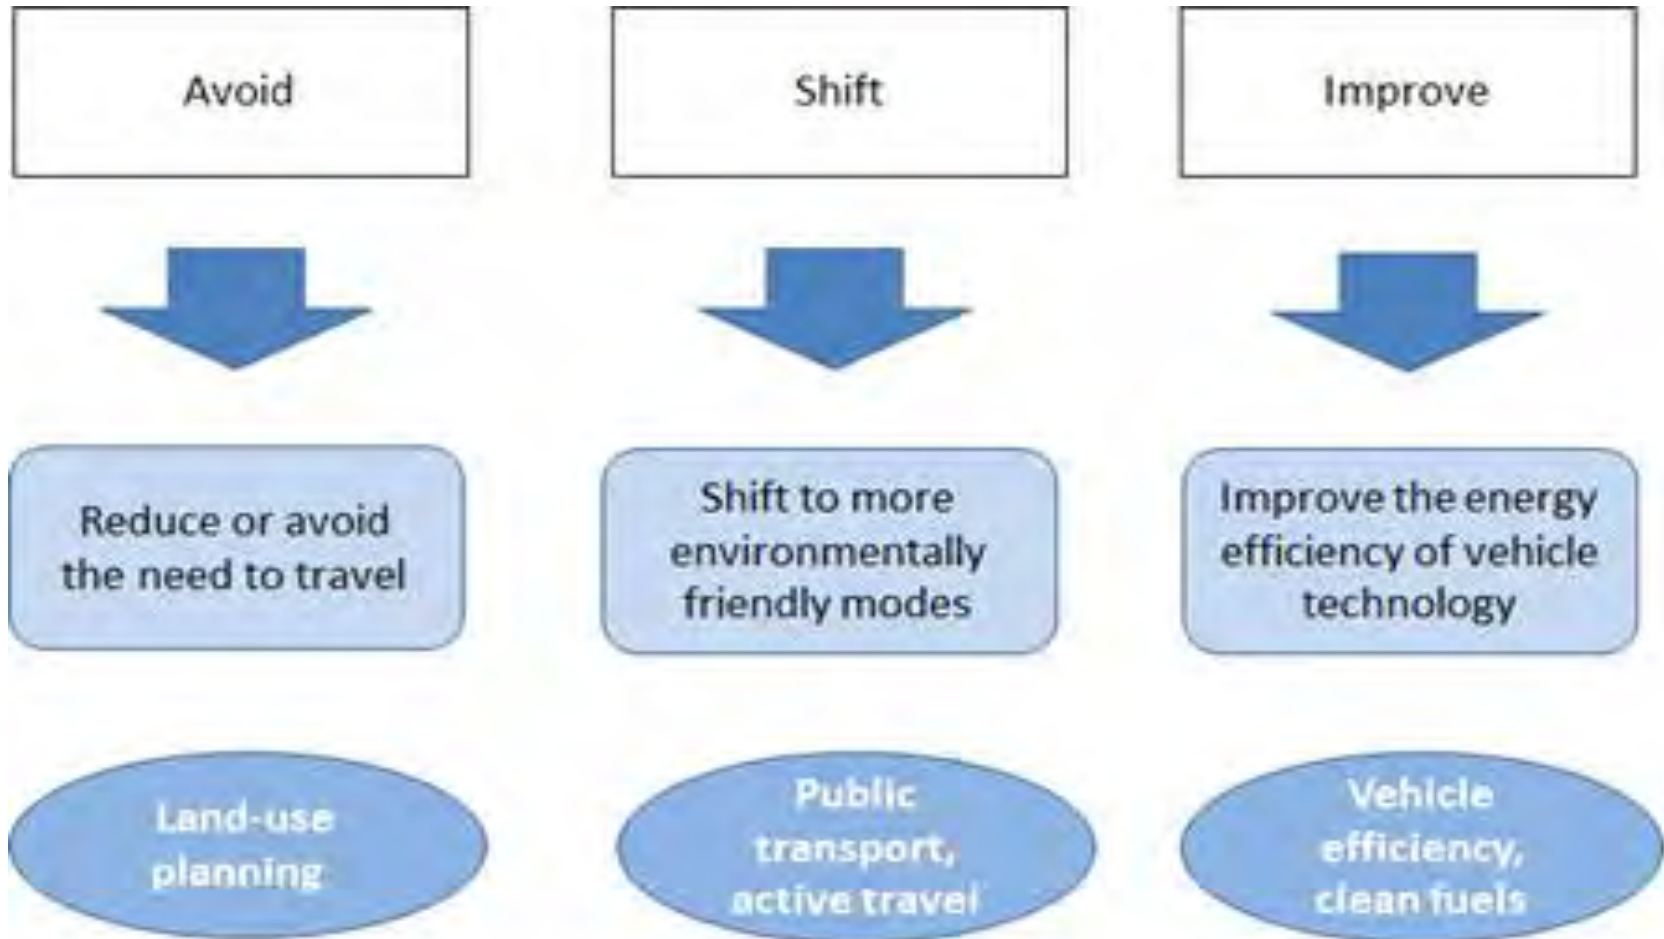 Avoid
Shift
Improve
Reduce or avoid
the need to travel
Shift to more
environmentally
friendly modes
Improve the energy
efficiency of vehicle
technology
Land-use
planning
Public
transport,
active travel
Vehicle
efficiency,
clean fuels